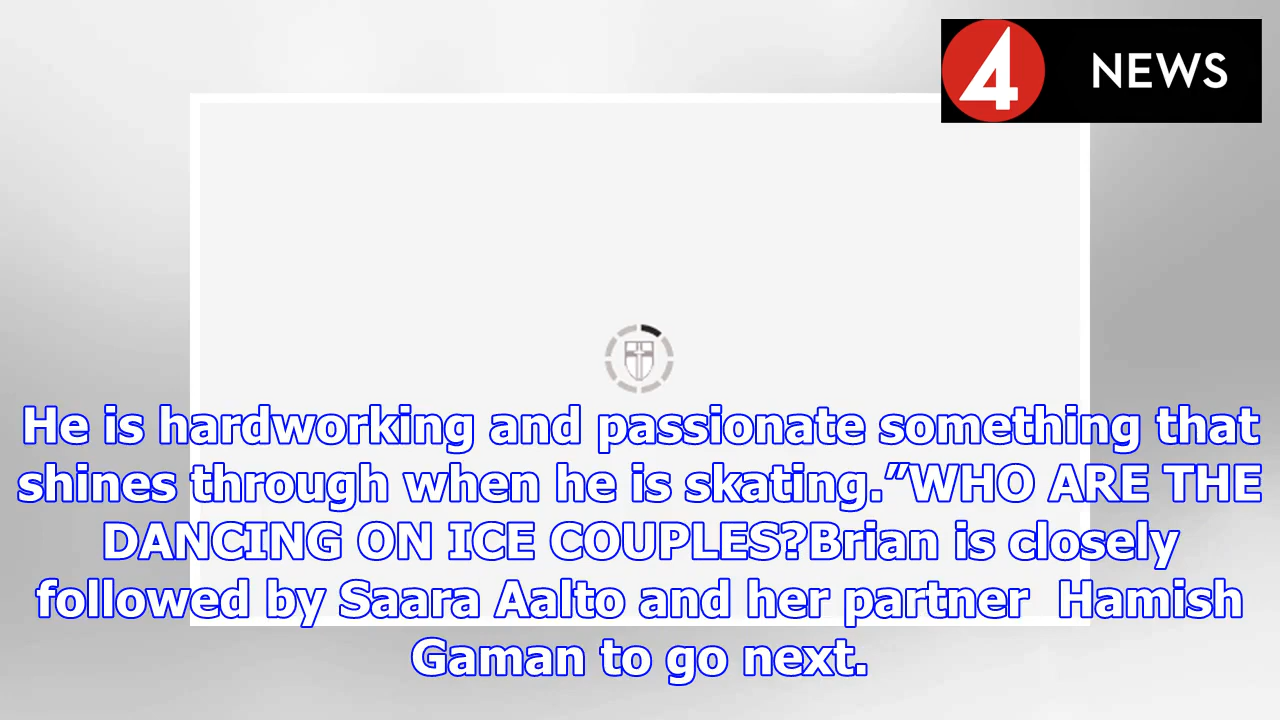 4 NEWS
He is hardworking and passionate something that
shines through when he is skating.”WHO ARE THE
DANCING ON ICE COUPLES?Brian is closely
followed by Saara Aalto and her partner  Hamish
Gaman to go next.